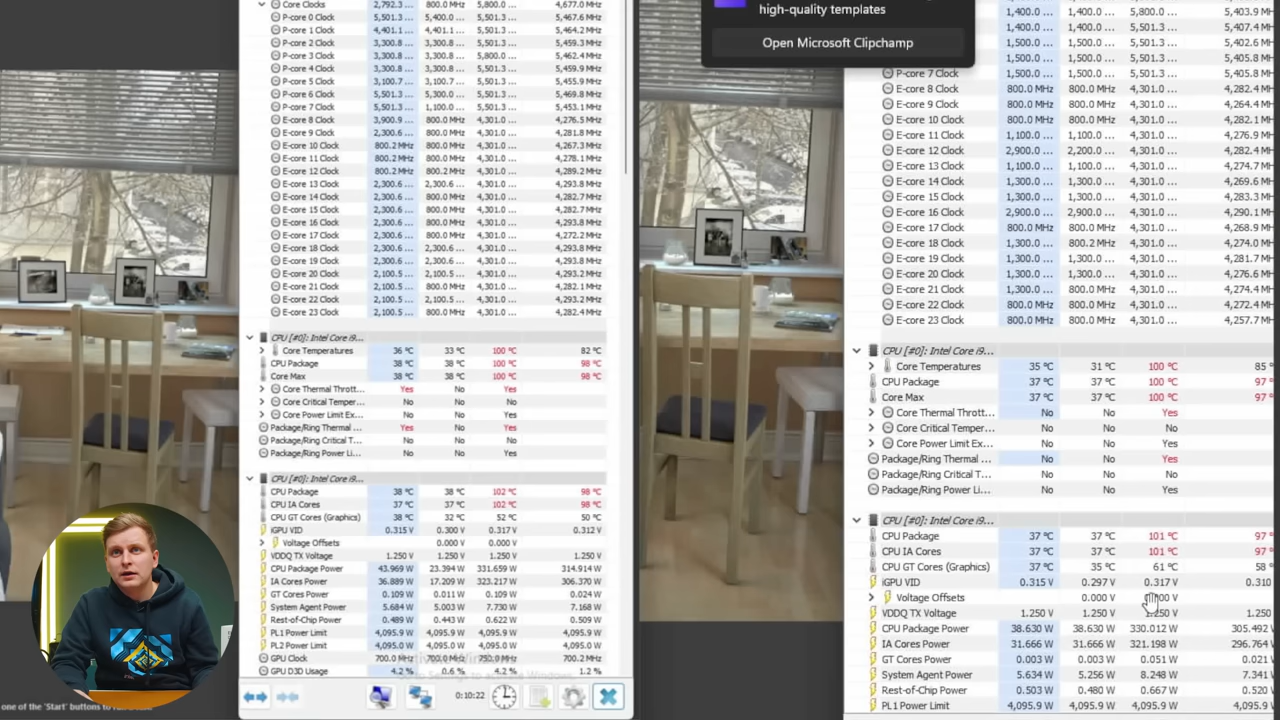 Core Clocks 2,792.3 ... 800.0 MHz 5,800.0 ... 4,677.0 MHz
P-core 0 Clock 5,501.3 ... 5,400.0 ... 5,501.3 ... 5,467.6 MHz
P-core 1 Clock 4,401.1 ... 4,401.1 ... 5,501.3 ... 5,464.2 MHz
P-core 2 Clock 3,300.8 ... 3,300.8 ... 5,501.3 ... 5,459.3 MHz
P-core 3 Clock 3,300.8 ... 3,300.8 ... 5,800.0 ... 5,462.4 MHz
P-core 4 Clock 3,300.8 ... 3,300.8 ... 5,501.3 ... 5,459.9 MHz
P-core 5 Clock 3,100.7 ... 3,100.7 ... 5,501.3 ... 5,455.9 MHz
P-core 6 Clock 5,501.3 ... 5,300.0 ... 5,501.3 ... 5,469.8 MHz
P-core 7 Clock 5,501.3 ... 1,100.0 ... 5,501.3 ... 5,453.1 MHz
E-core 8 Clock 3,900.9 ... 800.0 MHz 4,301.0 ... 4,276.5 MHz
E-core 9 Clock 2,300.6 ... 800.0 MHz 4,301.0 ... 4,281.8 MHz
E-core 10 Clock 800.2 MHz 800.0 MHz 4,301.0 ... 4,267.3 MHz
E-core 11 Clock 800.2 MHz 800.0 MHz 4,301.0 ... 4,278.1 MHz
E-core 12 Clock 800.2 MHz 800.0 MHz 4,301.0 ... 4,289.2 MHz
E-core 13 Clock 2,300.6 ... 2,300.6 ... 4,301.0 ... 4,293.8 MHz
E-core 14 Clock 2,300.6 ... 800.0 MHz 4,301.0 ... 4,282.7 MHz
E-core 15 Clock 2,300.6 ... 800.0 MHz 4,301.0 ... 4,282.7 MHz
E-core 16 Clock 2,300.6 ... 800.0 MHz 4,301.0 ... 4,293.8 MHz
E-core 17 Clock 2,300.6 ... 800.0 MHz 4,301.0 ... 4,272.2 MHz
E-core 18 Clock 2,300.6 ... 2,300.6 ... 4,301.0 ... 4,293.8 MHz
E-core 19 Clock 2,300.6 ... 800.0 MHz 4,301.0 ... 4,293.8 MHz
E-core 20 Clock 2,100.5 ... 2,100.5 ... 4,301.0 ... 4,293.2 MHz
E-core 21 Clock 2,100.5 ... 800.0 MHz 4,301.0 ... 4,282.1 MHz
E-core 22 Clock 2,100.5 ... 2,100.5 ... 4,301.0 ... 4,293.2 MHz
E-core 23 Clock 2,100.5 ... 800.0 MHz 4,301.0 ... 4,282.4 MHz
CPU [#0]: Intel Core i9...
Core Temperatures 36 °C 33 °C 100 °C 82 °C
CPU Package 38 °C 38 °C 100 °C 98 °C
Core Max 38 °C 38 °C 100 °C 98 °C
Core Thermal Thrott... Yes No Yes
Core Critical Temper... No No No
Core Power Limit Ex... No No Yes
Package/Ring Thermal ... Yes No Yes
Package/Ring Critical T... No No No
Package/Ring Power Li... No No Yes
CPU [#0]: Intel Core i9...
CPU Package 38 °C 38 °C 102 °C 98 °C
CPU IA Cores 37 °C 37 °C 102 °C 98 °C
CPU GT Cores (Graphics) 38 °C 32 °C 52 °C 50 °C
iGPU VID 0.315 V 0.300 V 0.317 V 0.312 V
Voltage Offsets 0.000 V 0.000 V
VDDQ TX Voltage 1.250 V 1.250 V 1.250 V 1.250 V
CPU Package Power 43.969 W 23.394 W 331.659 W 314.914 W
IA Cores Power 36.889 W 17.209 W 323.217 W 306.370 W
GT Cores Power 0.109 W 0.011 W 0.109 W 0.024 W
System Agent Power 5.684 W 5.003 W 7.730 W 7.168 W
Rest-of-Chip Power 0.489 W 0.443 W 0.622 W 0.509 W
PL1 Power Limit 4,095.9 W 4,095.9 W 4,095.9 W 4,095.9 W
PL2 Power Limit 4,095.0 W 4,095.0 W 4,095.0 W 4,095.0 W
GPU Clock 700.0 MHz 700.0 MHz 750.0 MHz 700.2 MHz
GPU D3D Usage 4.2 % 0.6 % 4.2 % 1.2 %
0:10:22
one of the 'Start' buttons to
high-quality templates
Open Microsoft Clipchamp
1,400.0 ... 1,400.0 ... 5,800.0 ... 5,403.9 MH
1,500.0 ... 1,500.0 ... 5,501.3 ... 5,402.6 MH
1,500.0 ... 1,500.0 ... 5,501.3 ... 5,405.4 MH
P-core 7 Clock 1,500.0 ... 1,500.0 ... 5,501.3 ... 5,405.8 MH
E-core 8 Clock 800.0 MHz 800.0 MHz 4,301.0 ... 4,282.4 MH
E-core 9 Clock 800.0 MHz 800.0 MHz 4,301.0 ... 4,264.4 MH
E-core 10 Clock 800.0 MHz 800.0 MHz 4,301.0 ... 4,282.1 MH
E-core 11 Clock 1,100.0 ... 1,100.0 ... 4,301.0 ... 4,276.9 MH
E-core 12 Clock 2,900.0 ... 2,200.0 ... 4,301.0 ... 4,282.4 MH
E-core 13 Clock 1,100.0 ... 1,100.0 ... 4,301.0 ... 4,274.7 MH
E-core 14 Clock 1,300.0 ... 1,300.0 ... 4,301.0 ... 4,269.6 MH
E-core 15 Clock 1,300.0 ... 1,300.0 ... 4,301.0 ... 4,271.3 MH
E-core 16 Clock 2,900.0 ... 2,900.0 ... 4,301.0 ... 4,290.1 MH
E-core 17 Clock 800.0 MHz 800.0 MHz 4,301.0 ... 4,268.9 MH
E-core 18 Clock 1,300.0 ... 800.2 MHz 4,301.0 ... 4,274.0 MH
E-core 19 Clock 1,300.0 ... 800.0 MHz 4,301.0 ... 4,281.7 MH
E-core 20 Clock 1,300.0 ... 1,300.0 ... 4,301.0 ... 4,276.6 MH
E-core 21 Clock 1,300.0 ... 800.0 MHz 4,301.0 ... 4,274.6 MH
E-core 22 Clock 800.0 MHz 800.0 MHz 4,301.0 ... 4,272.4 MH
E-core 23 Clock 800.0 MHz 800.0 MHz 4,301.0 ... 4,257.7 MH
CPU [#0]: Intel Core i9...
Core Temperatures 35 °C 31 °C 100 °C 85 °
CPU Package 37 °C 37 °C 100 °C 97 °
Core Max 37 °C 37 °C 100 °C 97 °
Core Thermal Thrott... No No Yes
Core Critical Temper... No No No
Core Power Limit Ex... No No Yes
Package/Ring Thermal ... No No Yes
Package/Ring Critical T... No No No
Package/Ring Power Li... No No Yes
CPU [#0]: Intel Core i9...
CPU Package 37 °C 37 °C 101 °C 97 °
CPU IA Cores 37 °C 37 °C 101 °C 97 °
CPU GT Cores (Graphics) 37 °C 35 °C 61 °C 58 °
iGPU VID 0.315 V 0.297 V 0.317 V 0.310
Voltage Offsets 0.000 V
VDDQ TX Voltage 1.250 V 1.250 V 1.250 V 1.250
CPU Package Power 38.630 W 38.630 W 330.012 W 305.492
IA Cores Power 31.666 W 31.666 W 321.198 W 296.764
GT Cores Power 0.003 W 0.003 W 0.051 W 0.021
System Agent Power 5.634 W 5.256 W 8.248 W 7.341
Rest-of-Chip Power 0.503 W 0.480 W 0.667 W 0.520
PL1 Power Limit 4,095.9 W 4,095.9 W 4,095.9 W 4,095.9